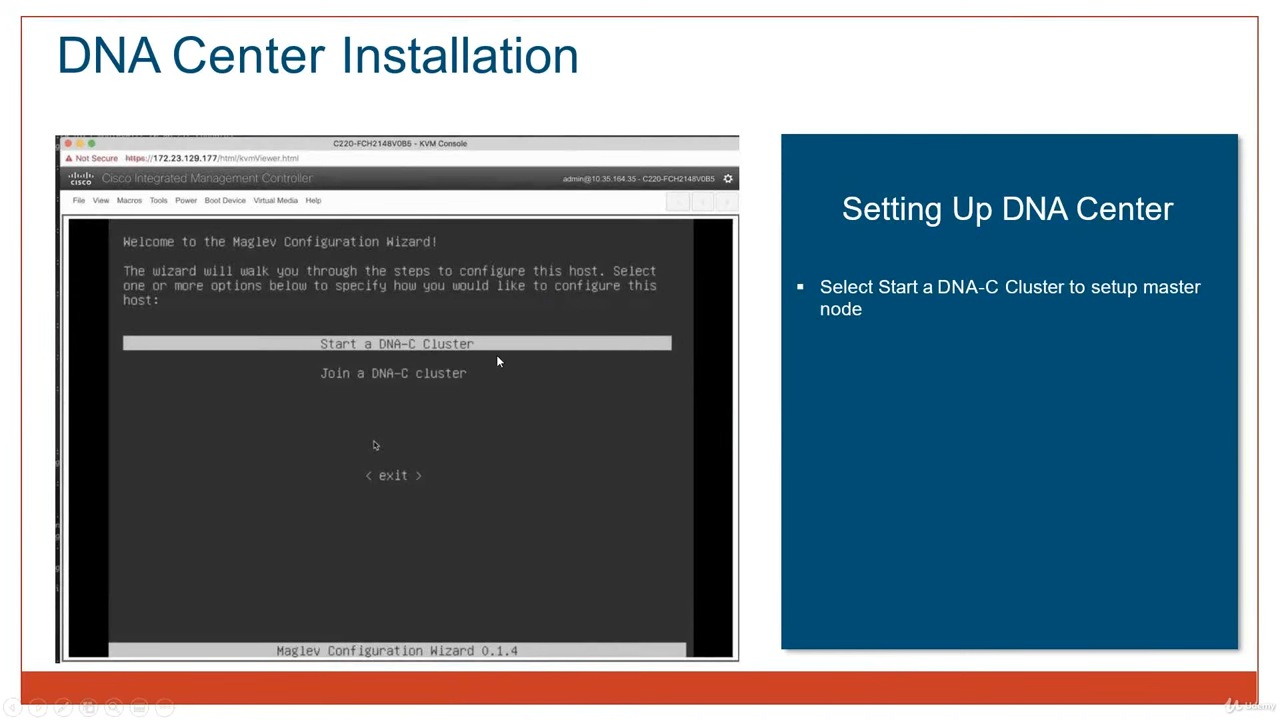 DNA Center Installation
C220-FCH2148V0B5 - KVM Console
Not Secure https://172.23.129.177/html/kvmViewer.html
cisco Cisco Integrated Management Controller admin@10.35.164.35 - C220-FCH2148V0B5
File View Macros Tools Power Boot Device Virtual Media Help
Welcome to the Maglev Configuration Wizard!
The wizard will walk you through the steps to configure this host. Select
one or more options below to specify how you would like to configure this
host:
Start a DNA-C Cluster
Join a DNA-C cluster
< exit >
Maglev Configuration Wizard 0.1.4
Setting Up DNA Center
▪ Select Start a DNA-C Cluster to setup master
node
Udemy